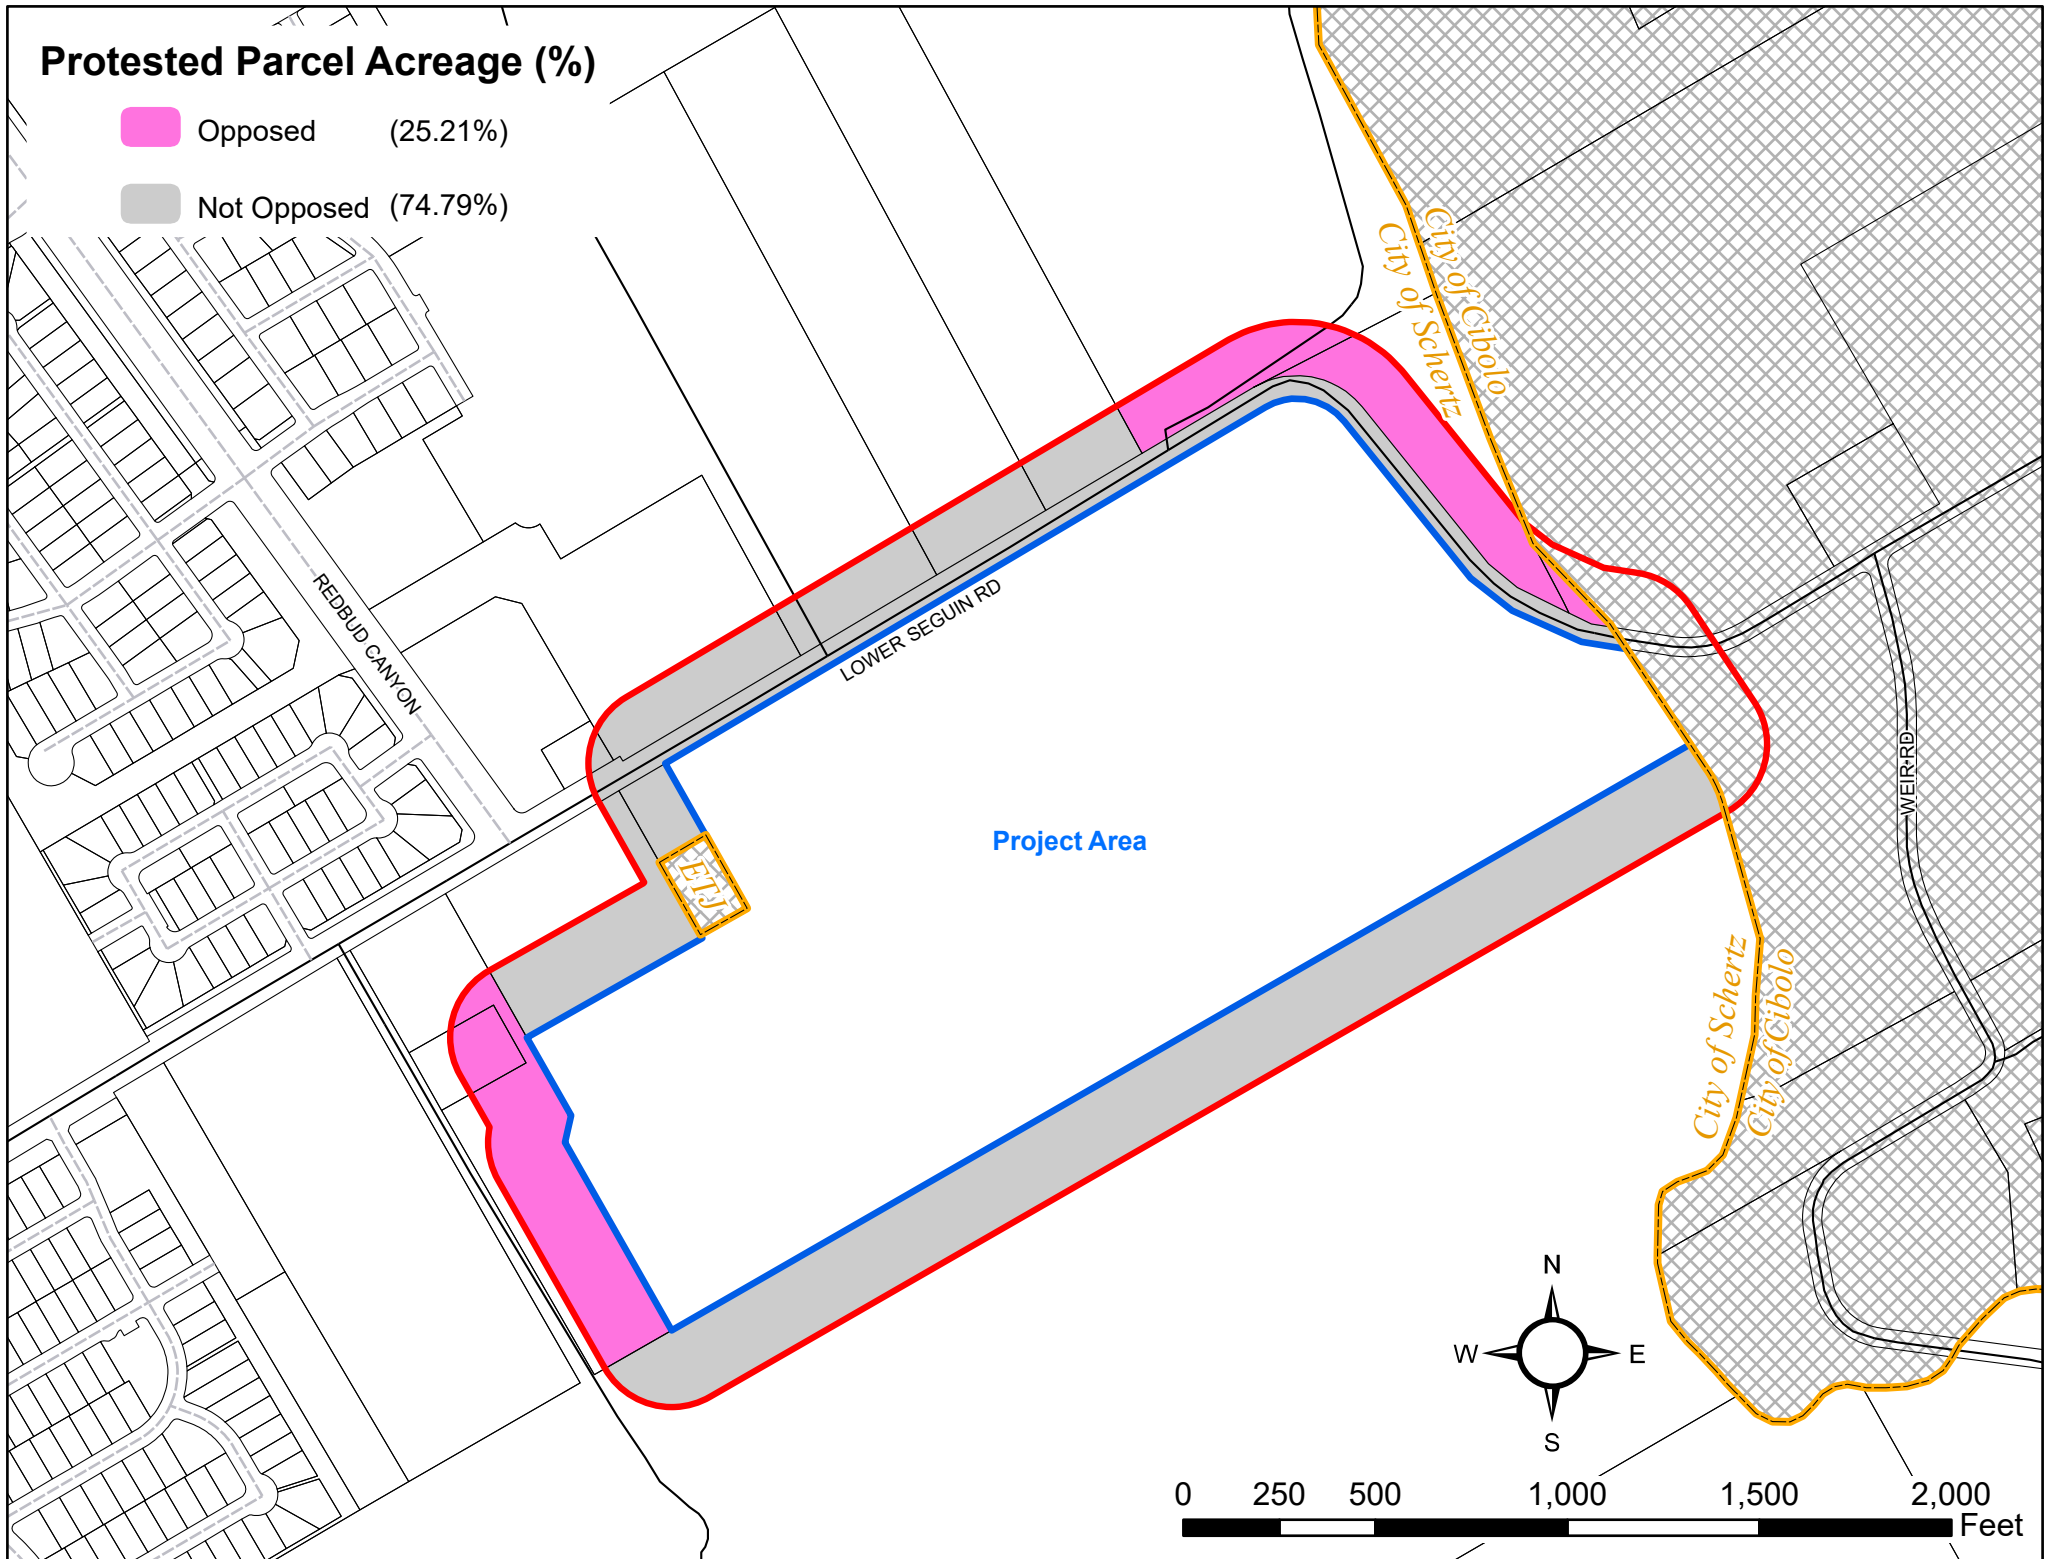 Protested Parcel Acreage (%)
Opposed (25.21%)
Not Opposed (74.79%)
City of Cibolo
City of Schertz
REDBUD CANYON
LOWER SEGUIN RD
WEIR RD
Project Area
ETJ
City of Schertz
City of Cibolo
N
W E
S
0 250 500 1,000 1,500 2,000
Feet